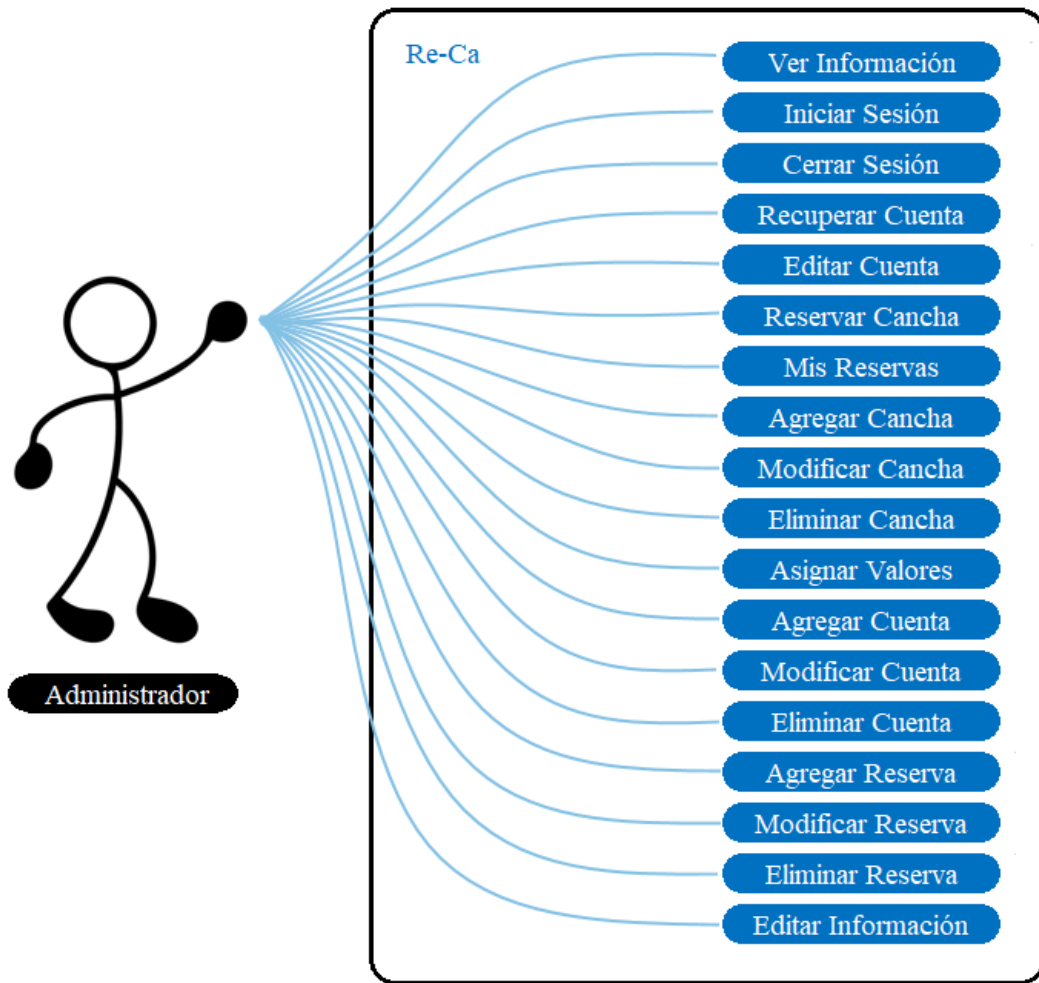 Re-Ca
Ver Información
Iniciar Sesión
Cerrar Sesión
Recuperar Cuenta
Editar Cuenta
Reservar Cancha
Mis Reservas
Agregar Cancha
Modificar Cancha
Eliminar Cancha
Asignar Valores
Agregar Cuenta
Modificar Cuenta
Eliminar Cuenta
Agregar Reserva
Modificar Reserva
Eliminar Reserva
Editar Información
Administrador